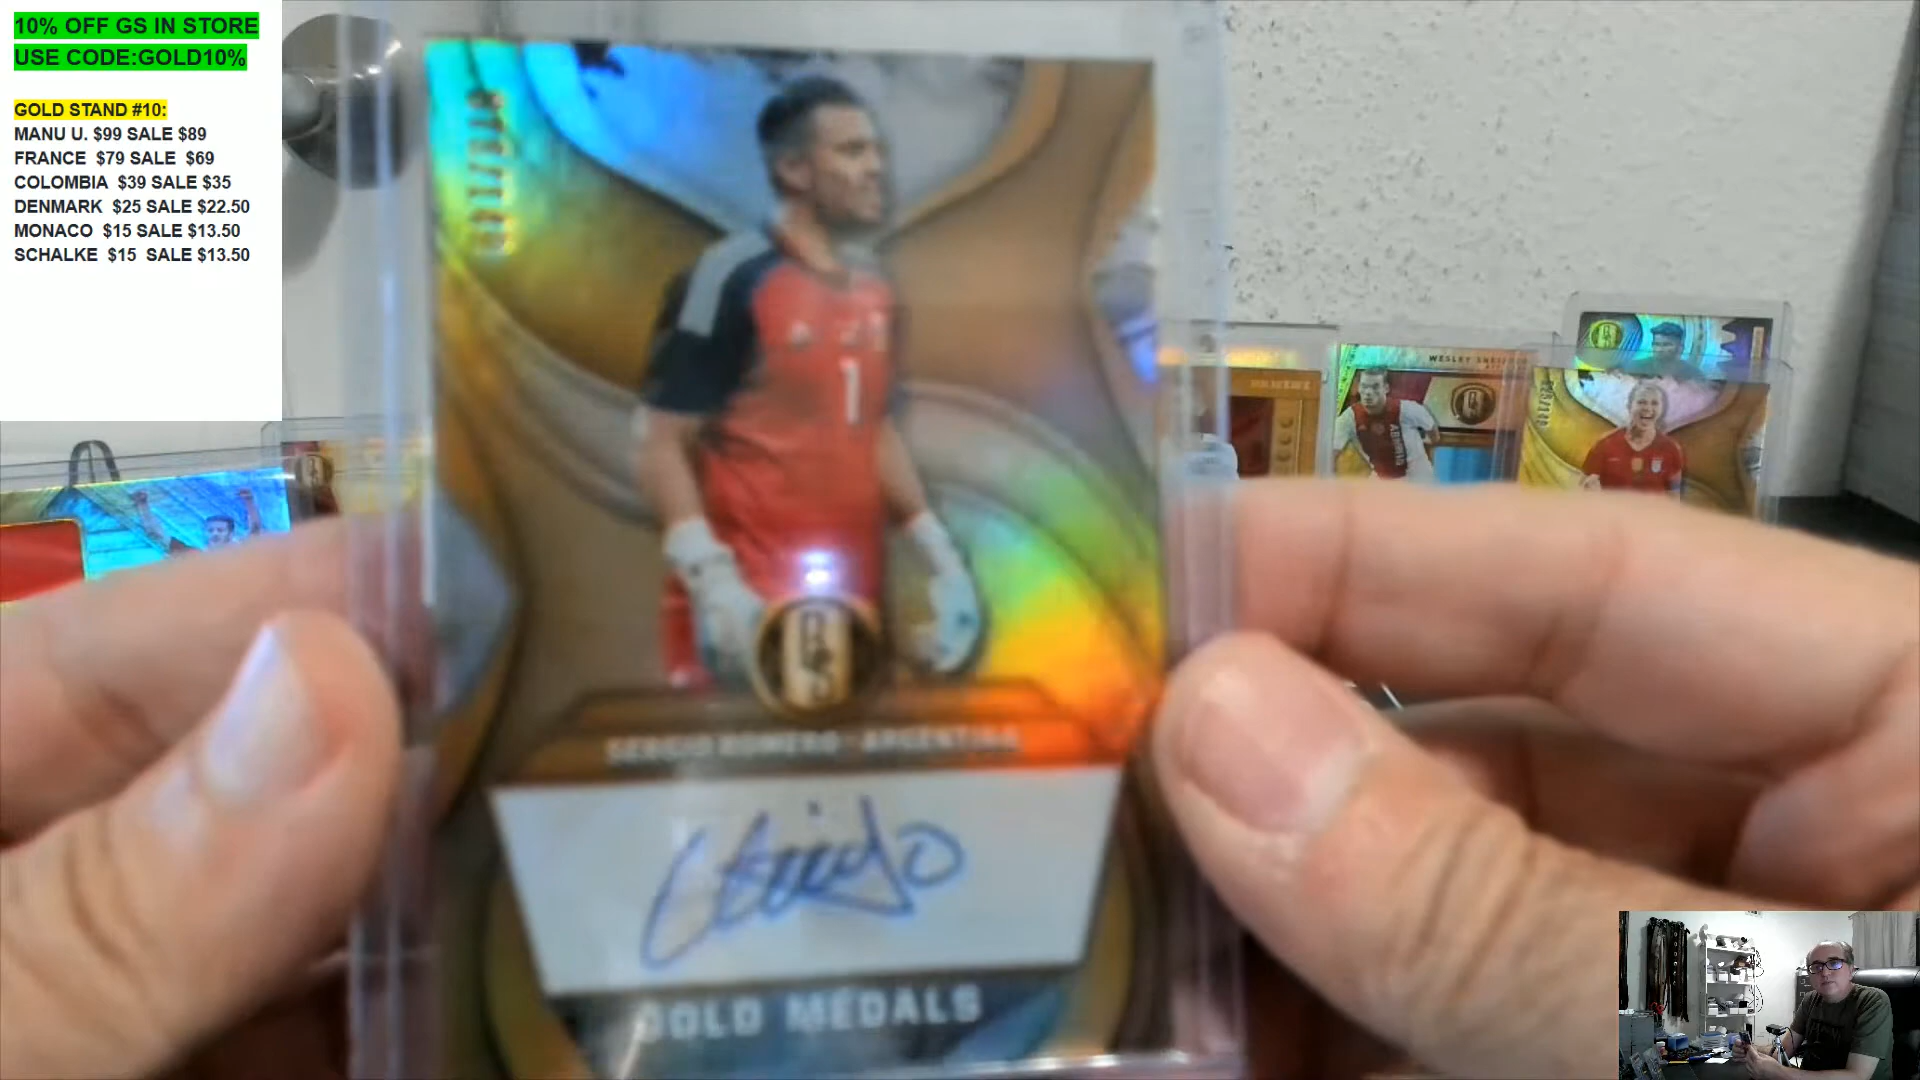 10% OFF GS IN STORE
USE CODE:GOLD10%
GOLD STAND #10:
MANU U. $99 SALE $89
FRANCE $79 SALE $69
COLOMBIA $39 SALE $35
DENMARK $25 SALE $22.50
MONACO $15 SALE $13.50
SCHALKE $15 SALE $13.50
1
SERGIO ROMERO · ARGENTINA
GOLD MEDALS
WESLEY